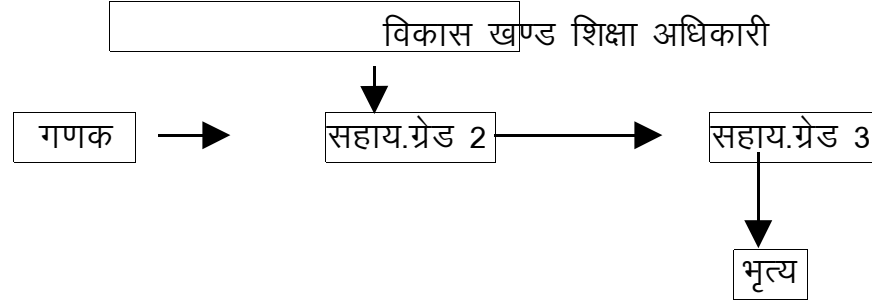 विकास खण्ड शिक्षा अधिकारी
गणक सहाय.ग्रेड 2 सहाय.ग्रेड 3
भृत्य